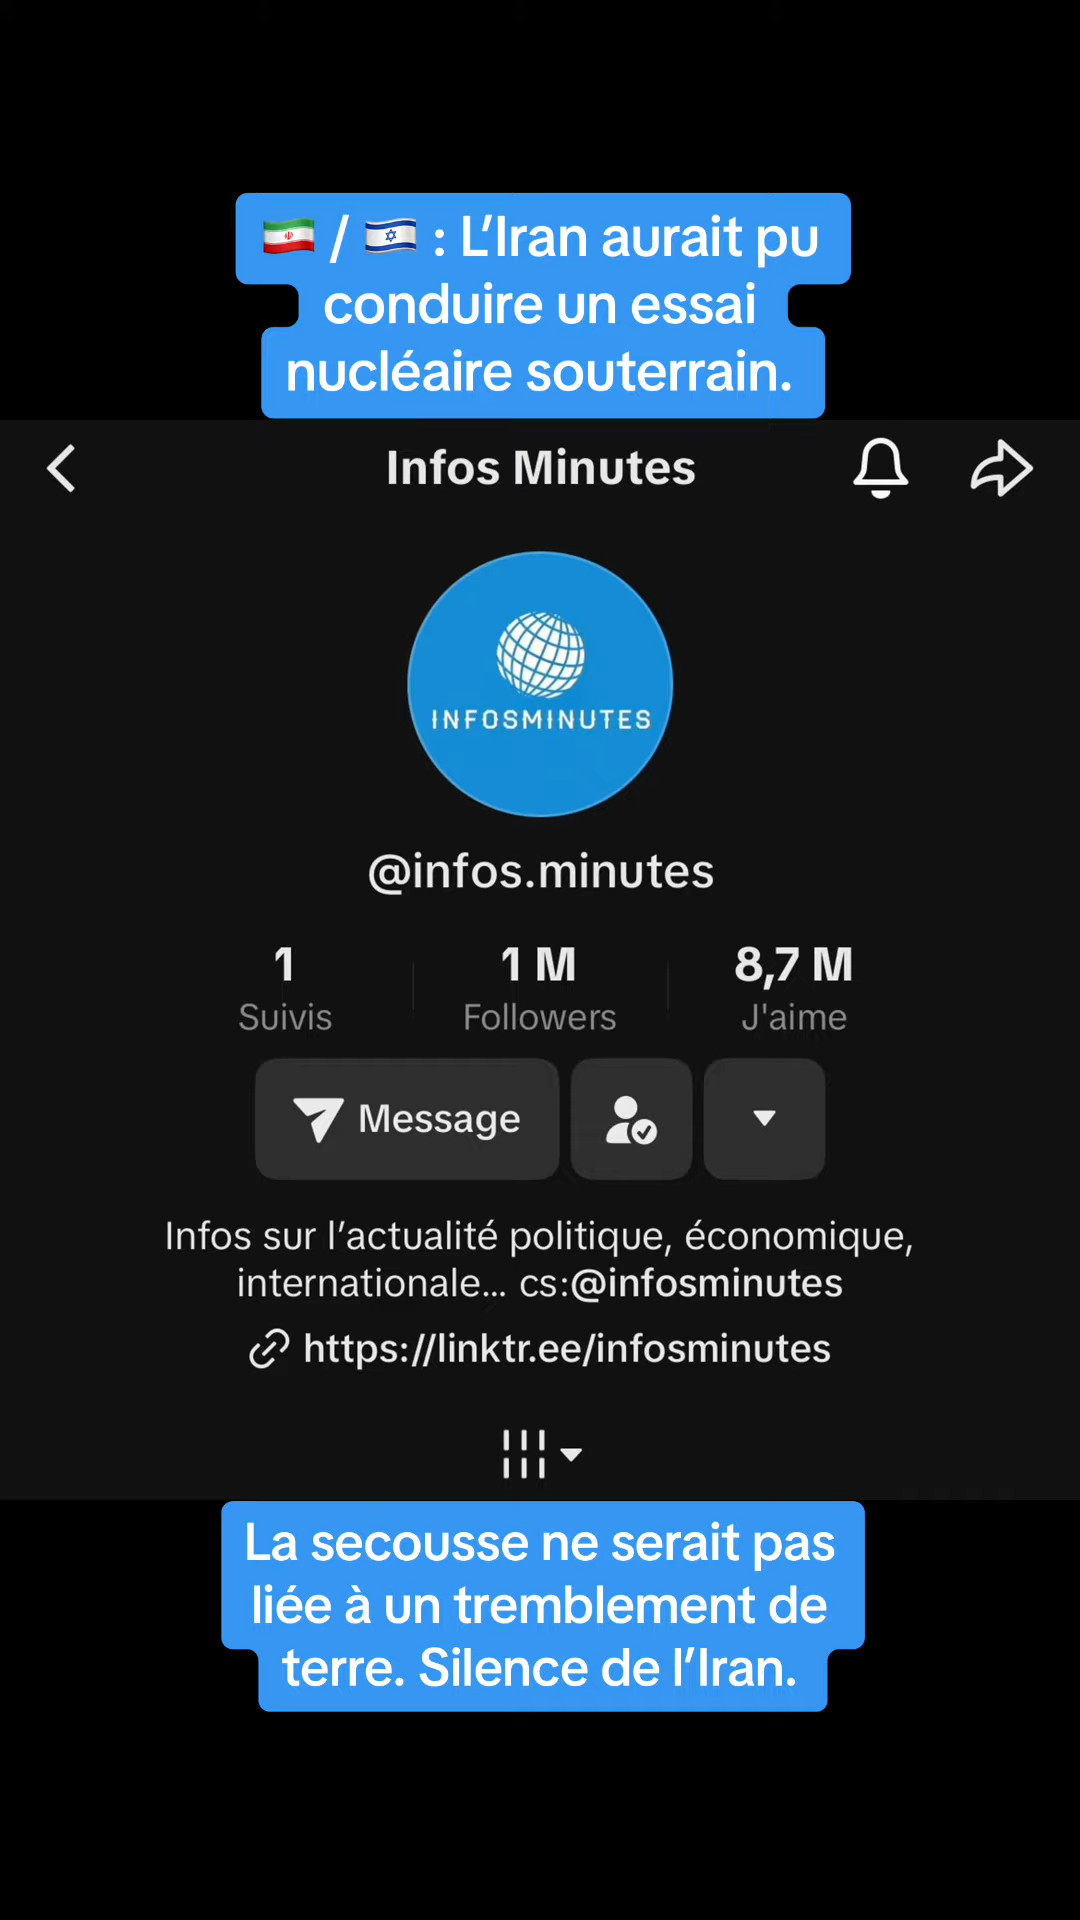 🇮🇷 / 🇮🇱 : L’Iran aurait pu
conduire un essai
nucléaire souterrain.
Infos Minutes
INFOSMINUTES
@infos.minutes
1
Suivis
1 M
Followers
8,7 M
J'aime
Message
Infos sur l’actualité politique, économique,
internationale... cs:@infosminutes
https://linktr.ee/infosminutes
La secousse ne serait pas
liée à un tremblement de
terre. Silence de l’Iran.